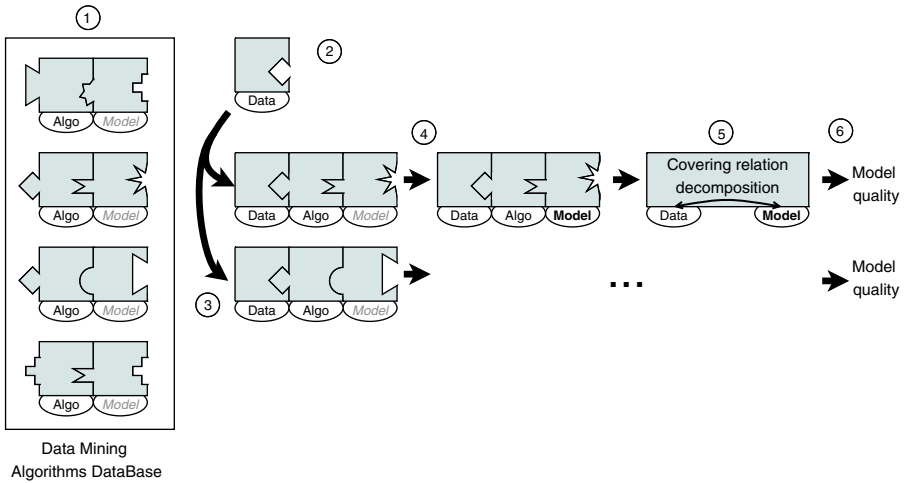 1
2
Data
Algo Model
4
5
6
Covering relation
decomposition
Model
quality
Algo Model
Data Algo Model
Data Algo Model
Data Model
3
Model
quality
...
Algo Model
Data Algo Model
Algo Model
Data Mining
Algorithms DataBase